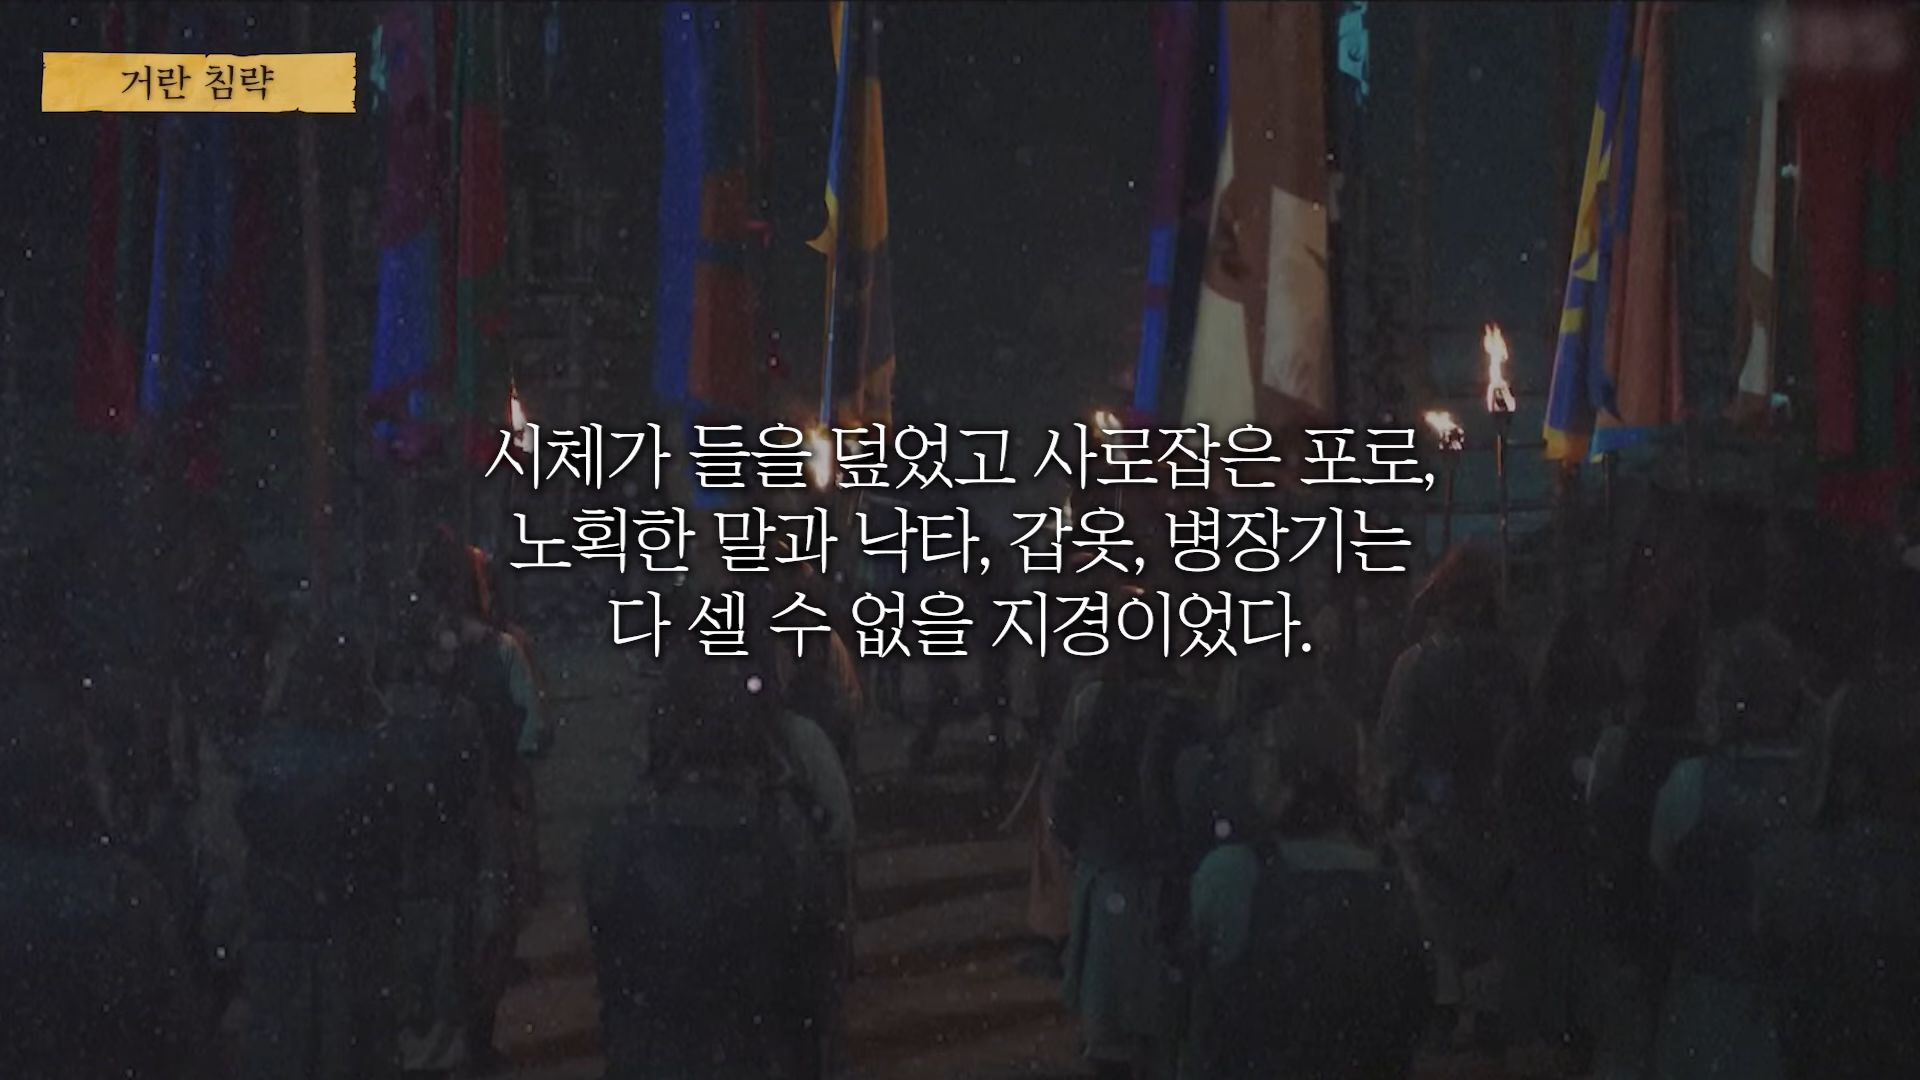 거란 침략
시체가 들을 덮었고 사로잡은 포로,
노획한 말과 낙타, 갑옷, 병장기는
다 셀 수 없을 지경이었다.